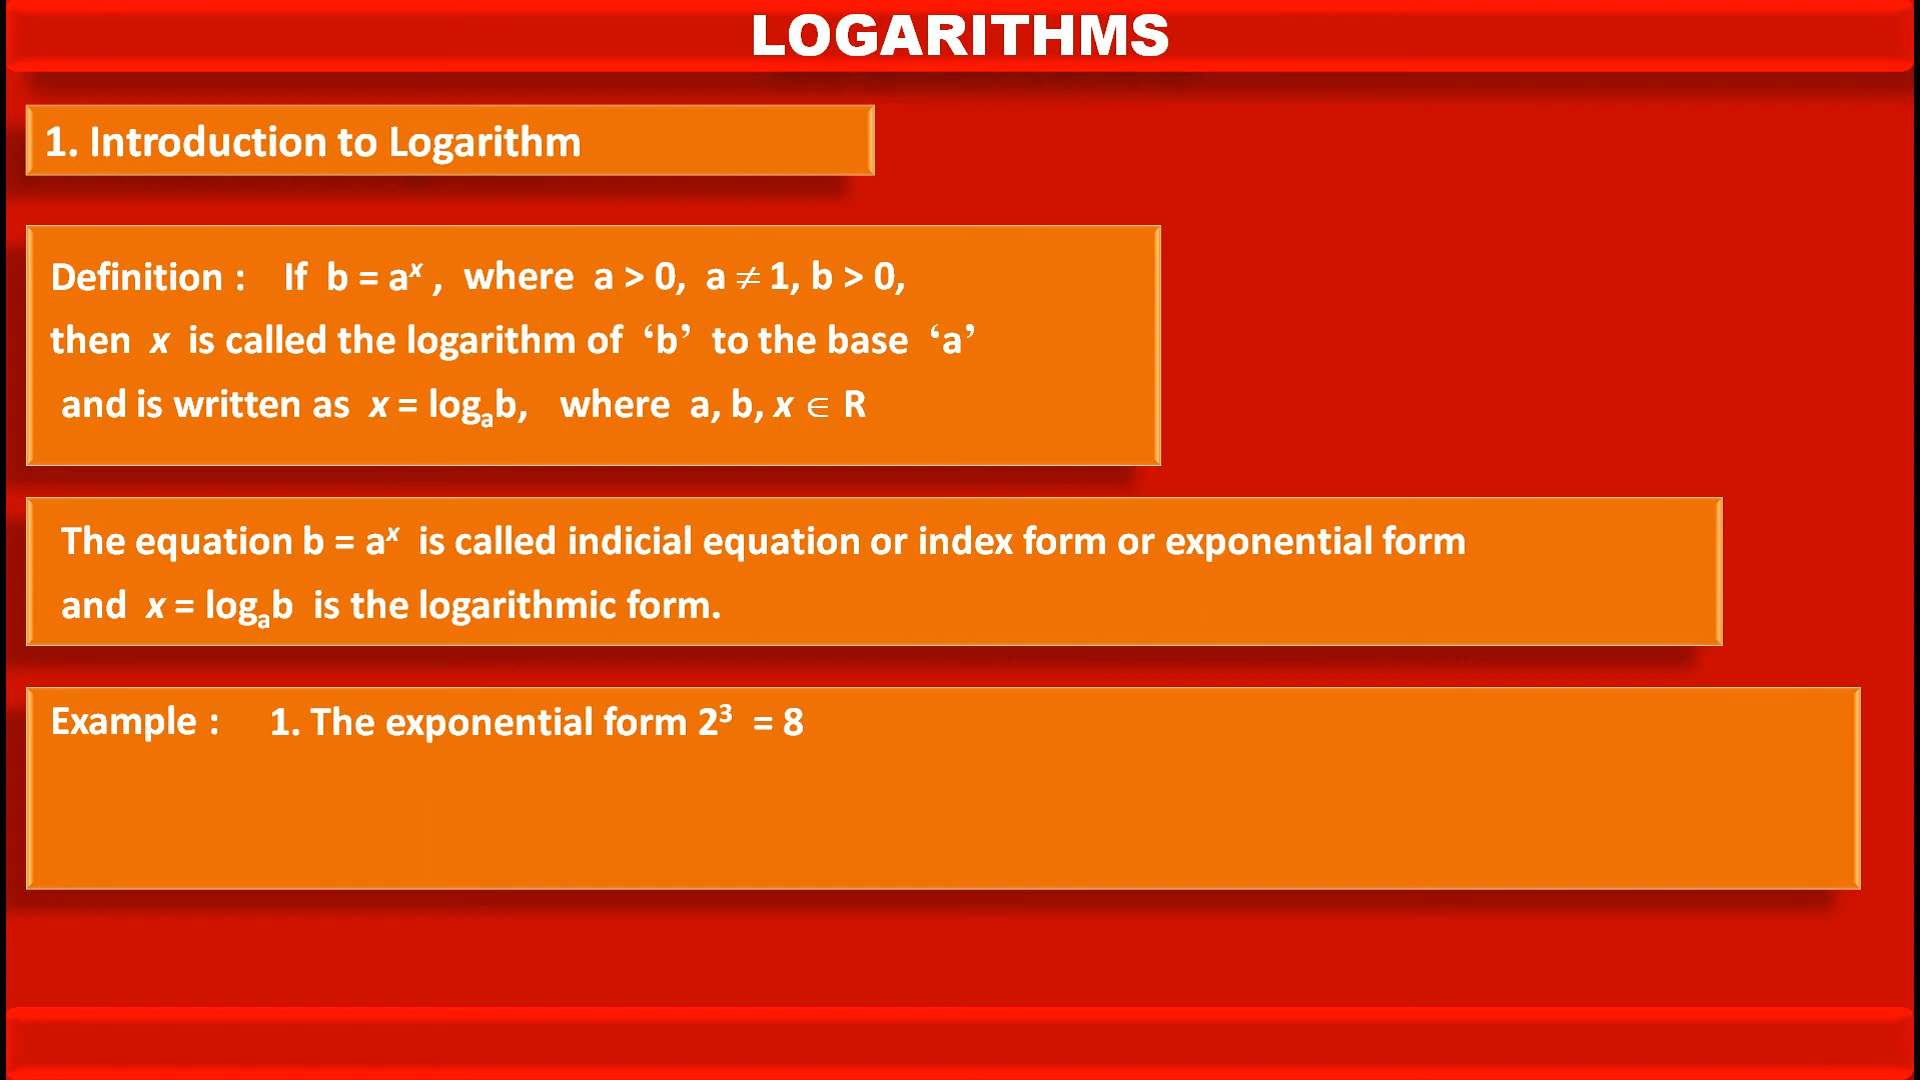 LOGARITHMS
1. Introduction to Logarithm
Definition : If b = aˣ , where a > 0, a ≠ 1, b > 0,
then x is called the logarithm of ‘b’ to the base ‘a’
and is written as x = logₐb, where a, b, x ∈ R
The equation b = aˣ is called indicial equation or index form or exponential form
and x = logₐb is the logarithmic form.
Example : 1. The exponential form 2³ = 8